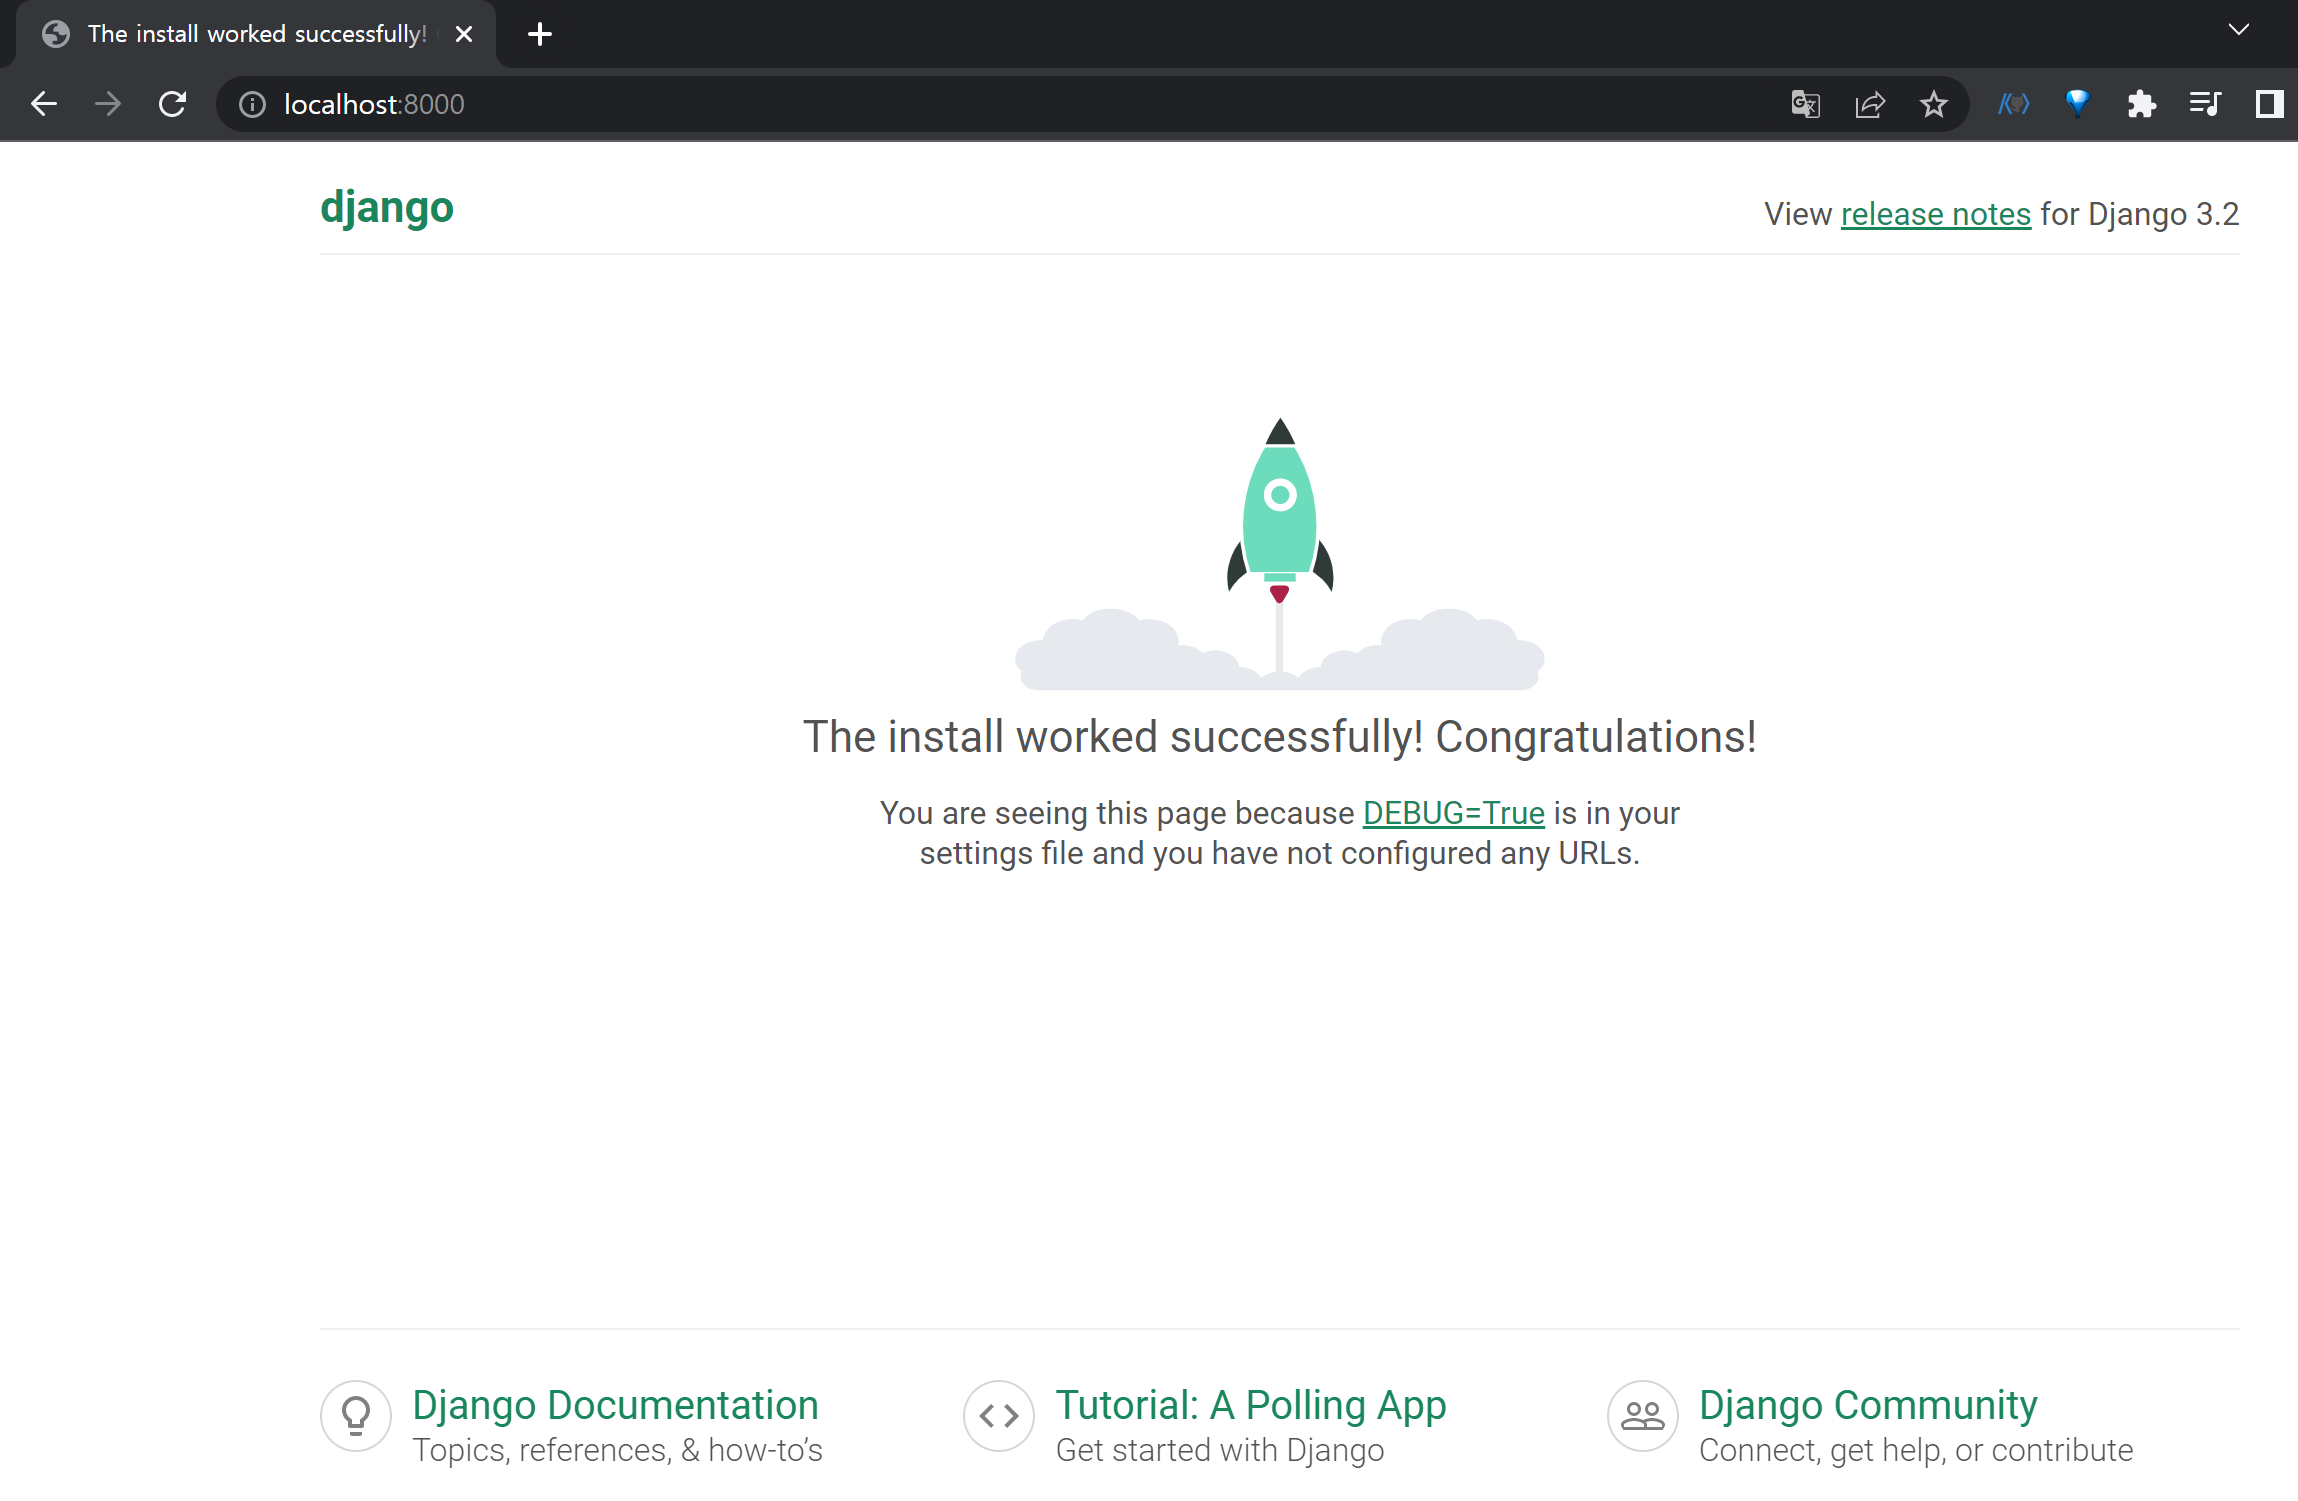 The install worked successfully!
localhost:8000
django
View release notes for Django 3.2
The install worked successfully! Congratulations!
You are seeing this page because DEBUG=True is in your
settings file and you have not configured any URLs.
Django Documentation
Topics, references, & how-to’s
Tutorial: A Polling App
Get started with Django
Django Community
Connect, get help, or contribute